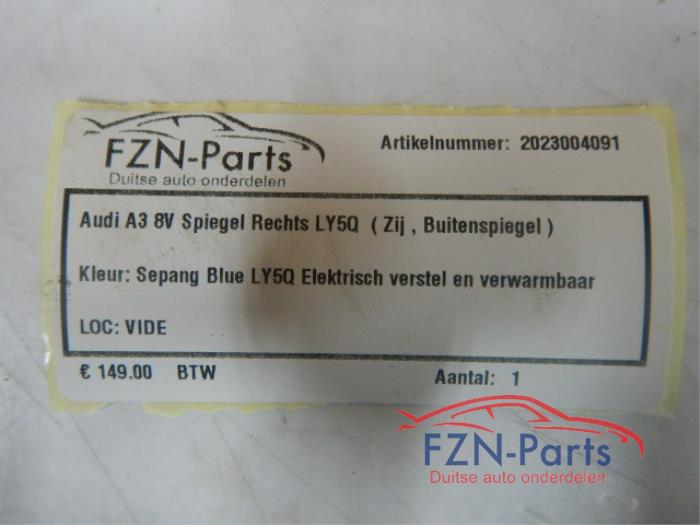 FZN-Parts
Duitse auto onderdelen
Artikelnummer: 2023004091
Audi A3 8V Spiegel Rechts LY5Q ( Zij , Buitenspiegel )
Kleur: Sepang Blue LY5Q Elektrisch verstel en verwarmbaar
LOC: VIDE
€ 149.00 BTW
Aantal: 1
FZN-Parts
Duitse auto onderdelen